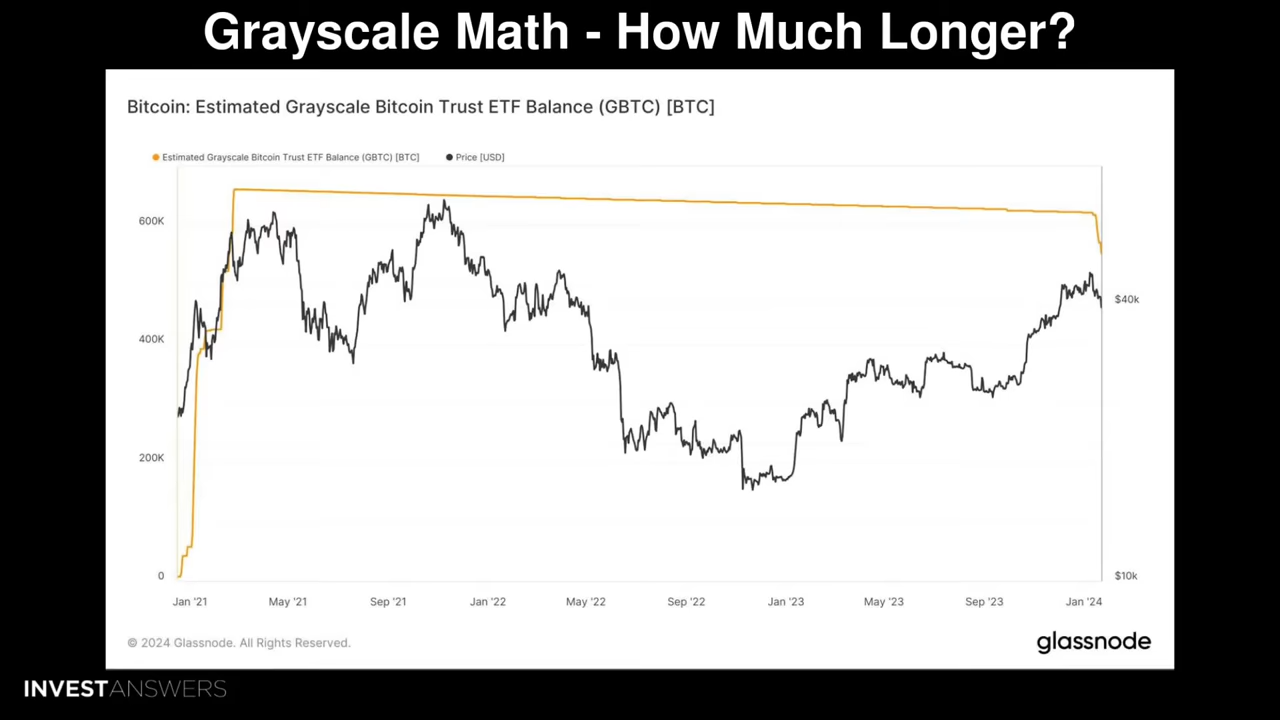 Grayscale Math - How Much Longer?
Bitcoin: Estimated Grayscale Bitcoin Trust ETF Balance (GBTC) [BTC]
Estimated Grayscale Bitcoin Trust ETF Balance (GBTC) [BTC] Price [USD]
600K
$40k
400K
200K
0 $10k
Jan '21 May '21 Sep '21 Jan '22 May '22 Sep '22 Jan '23 May '23 Sep '23 Jan '24
© 2024 Glassnode. All Rights Reserved. glassnode
INVESTANSWERS